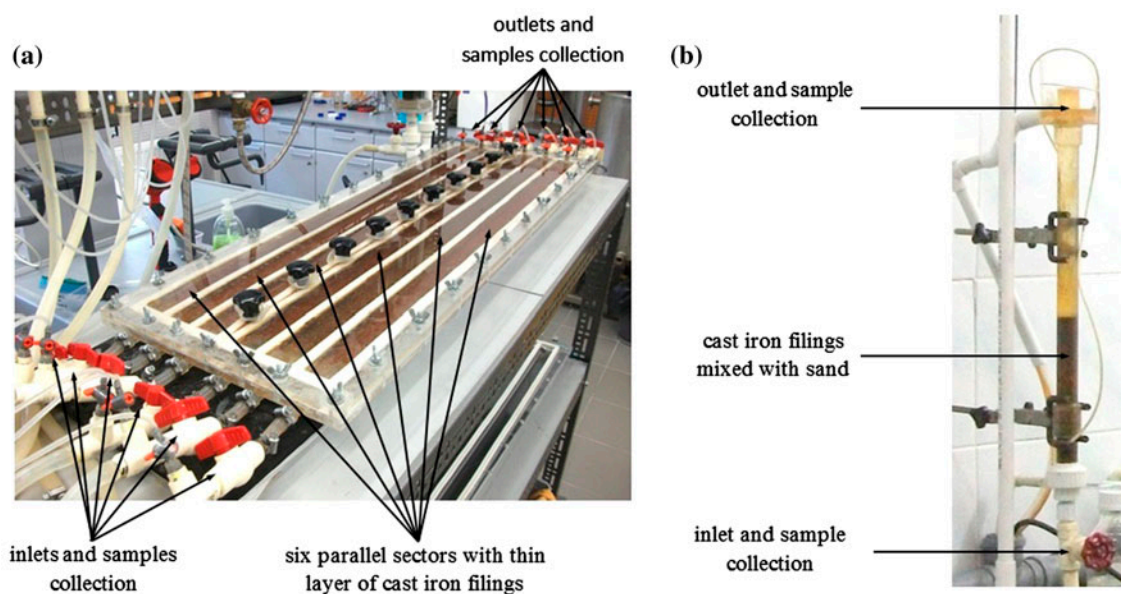 (a)
outlets and
samples collection
inlets and samples
collection
six parallel sectors with thin
layer of cast iron filings
(b)
outlet and sample
collection
cast iron filings
mixed with sand
inlet and sample
collection